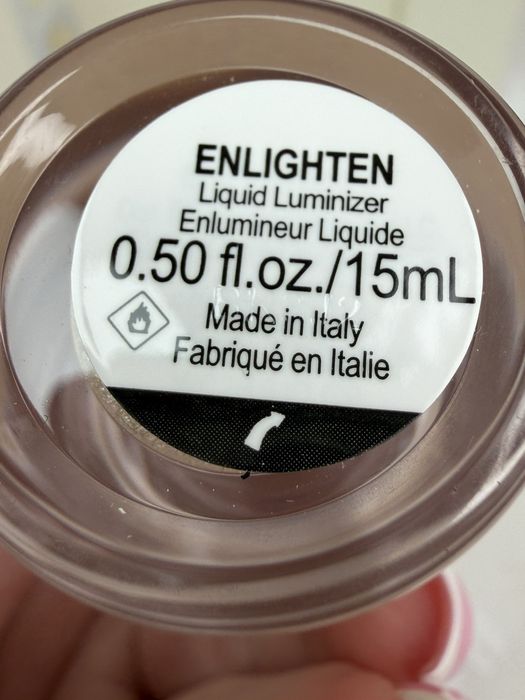 ENLIGHTEN
Liquid Luminizer
Enlumineur Liquide
0.50 fl.oz./15mL
Made in Italy
Fabriqué en Italie